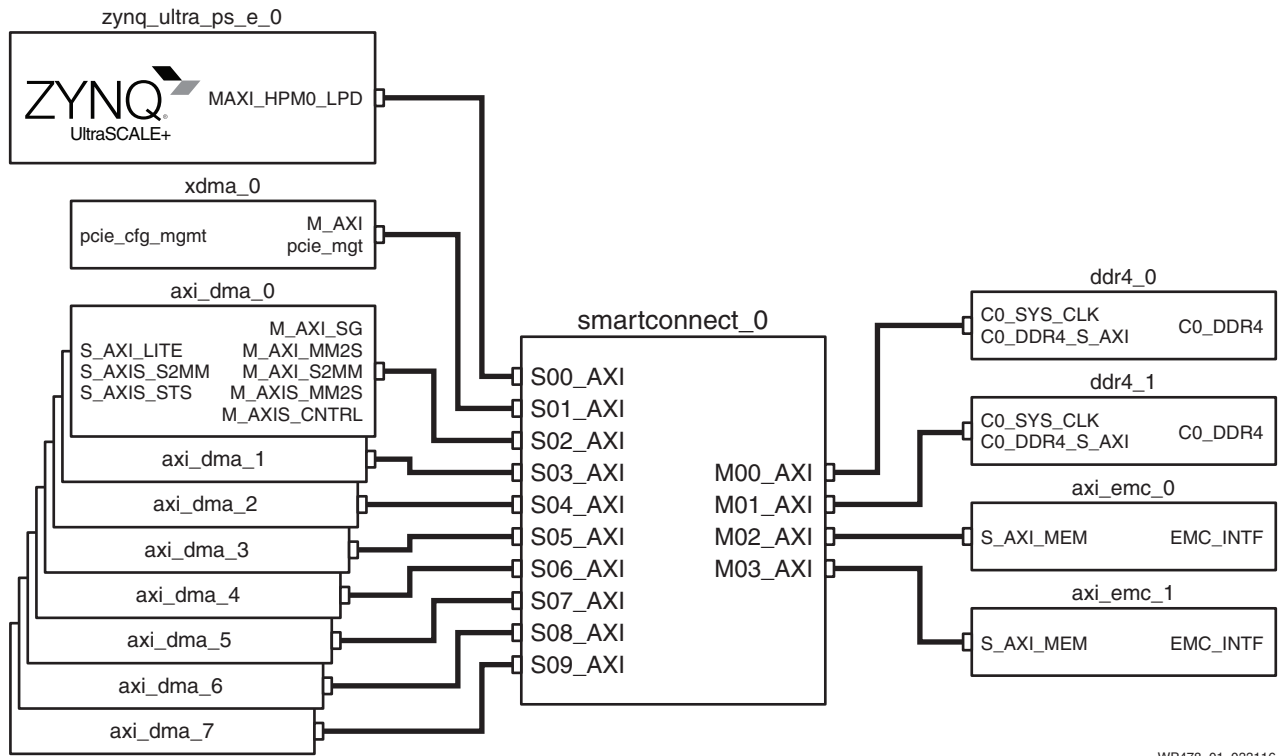 zynq_ultra_ps_e_0
ZYNQ®
UltraSCALE+
MAXI_HPM0_LPD
xdma_0
pcie_cfg_mgmt
M_AXI
pcie_mgt
axi_dma_0
S_AXI_LITE
S_AXIS_S2MM
S_AXIS_STS
M_AXI_SG
M_AXI_MM2S
M_AXI_S2MM
M_AXIS_MM2S
M_AXIS_CNTRL
axi_dma_1
axi_dma_2
axi_dma_3
axi_dma_4
axi_dma_5
axi_dma_6
axi_dma_7
smartconnect_0
S00_AXI
S01_AXI
S02_AXI
S03_AXI
S04_AXI
S05_AXI
S06_AXI
S07_AXI
S08_AXI
S09_AXI
M00_AXI
M01_AXI
M02_AXI
M03_AXI
ddr4_0
C0_SYS_CLK
C0_DDR4_S_AXI
C0_DDR4
ddr4_1
C0_SYS_CLK
C0_DDR4_S_AXI
C0_DDR4
axi_emc_0
S_AXI_MEM
EMC_INTF
axi_emc_1
S_AXI_MEM
EMC_INTF